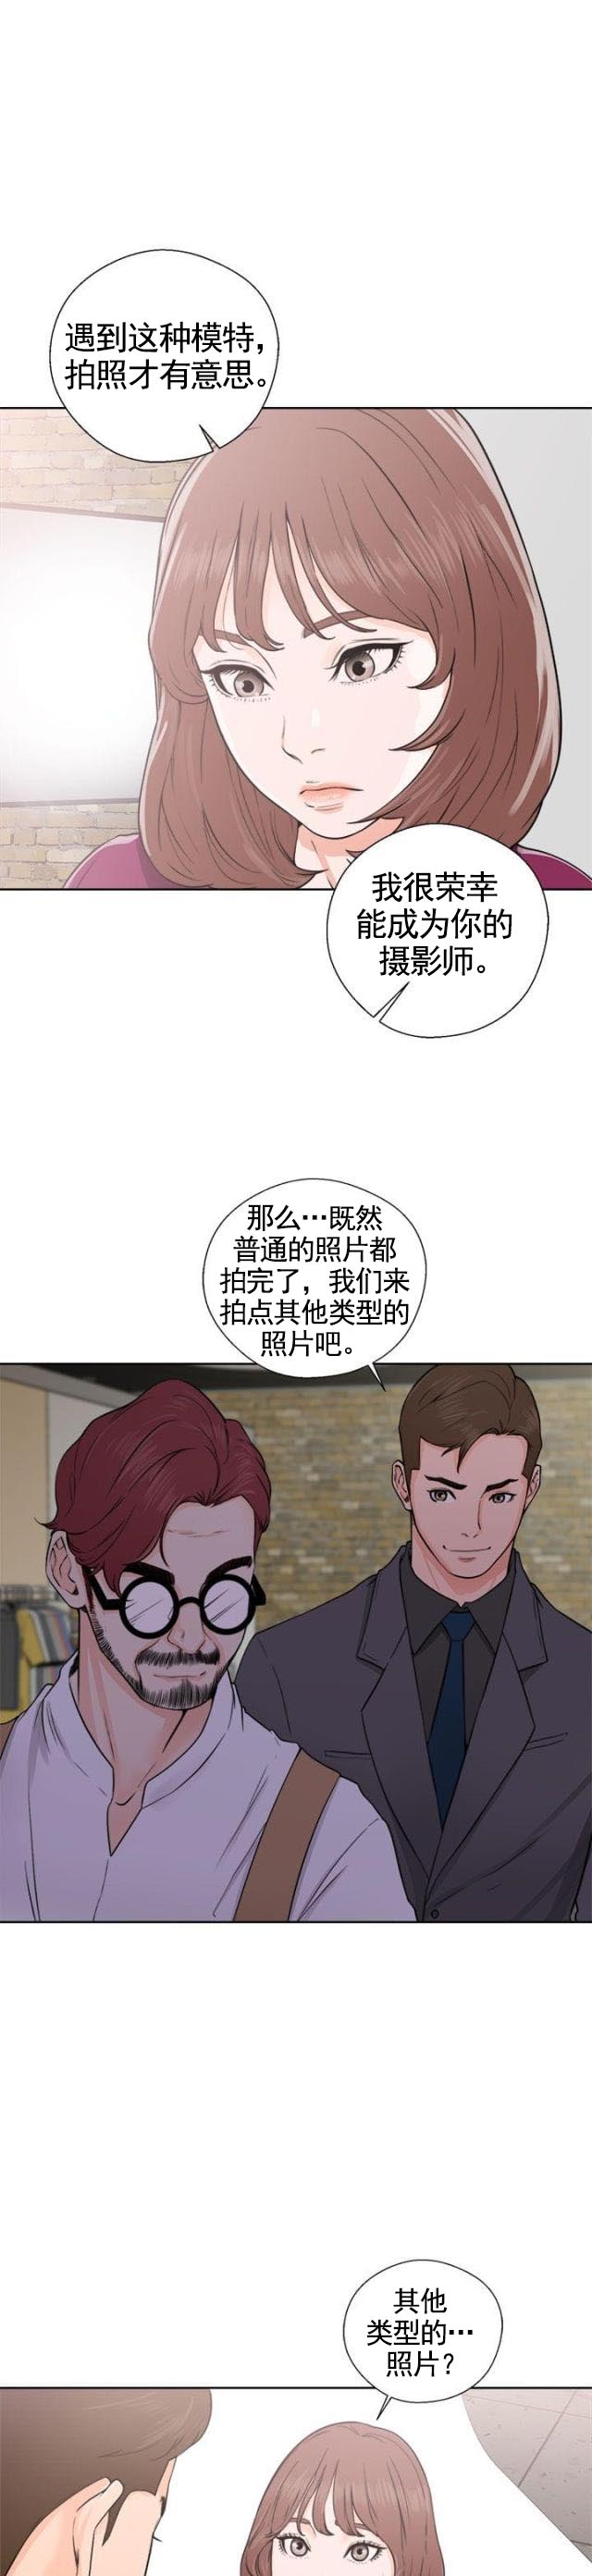 遇到这种模特，
拍照才有意思。
我很荣幸
能成为你的
摄影师。
那么…既然
普通的照片都
拍完了，我们来
拍点其他类型的
照片吧。
其他
类型的…
照片？